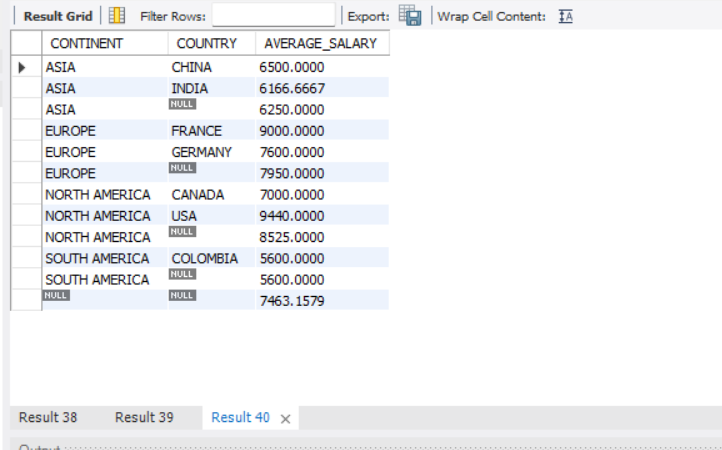 Result Grid Filter Rows: Export: Wrap Cell Content: IA
CONTINENT COUNTRY AVERAGE_SALARY
ASIA CHINA 6500.0000
ASIA INDIA 6166.6667
ASIA NULL 6250.0000
EUROPE FRANCE 9000.0000
EUROPE GERMANY 7600.0000
EUROPE NULL 7950.0000
NORTH AMERICA CANADA 7000.0000
NORTH AMERICA USA 9440.0000
NORTH AMERICA NULL 8525.0000
SOUTH AMERICA COLOMBIA 5600.0000
SOUTH AMERICA NULL 5600.0000
NULL NULL 7463.1579
Result 38 Result 39 Result 40
Output